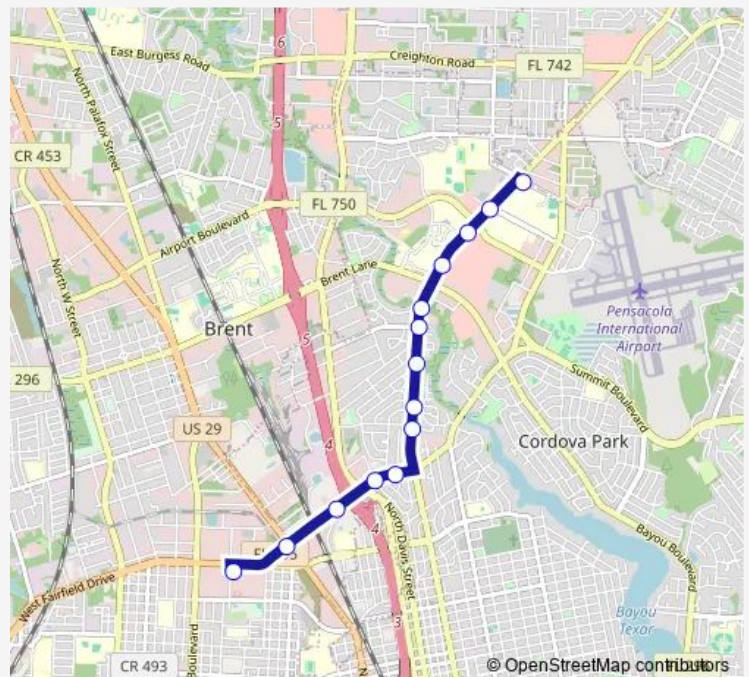 6
East Burgess Road
Creighton Road
FL 742
North Palafox Street
5
CR 453
FL 750
Airport Boulevard
Brent Lane
North W Street
Pensacola
International
Airport
Brent
5
296
Summit Boulevard
US 29
4
Cordova Park
4
North Davis Street
Bayou Boulevard
West Fairfield Drive
Bayou
Texar
3
CR 493
Boulevard
© OpenStreetMap contributors